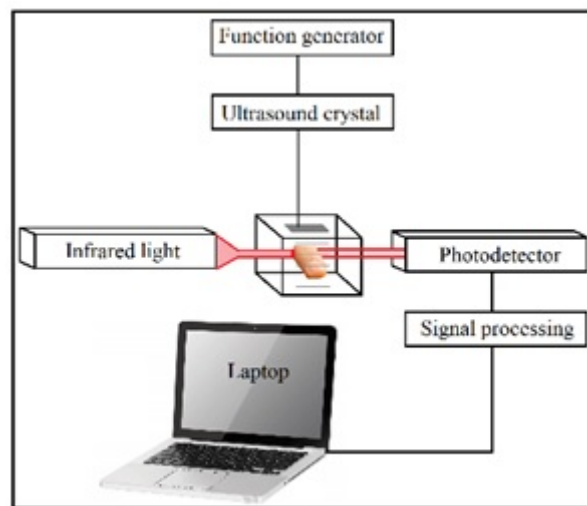 Function generator
Ultrasound crystal
Infrared light
Photodetector
Signal processing
Laptop